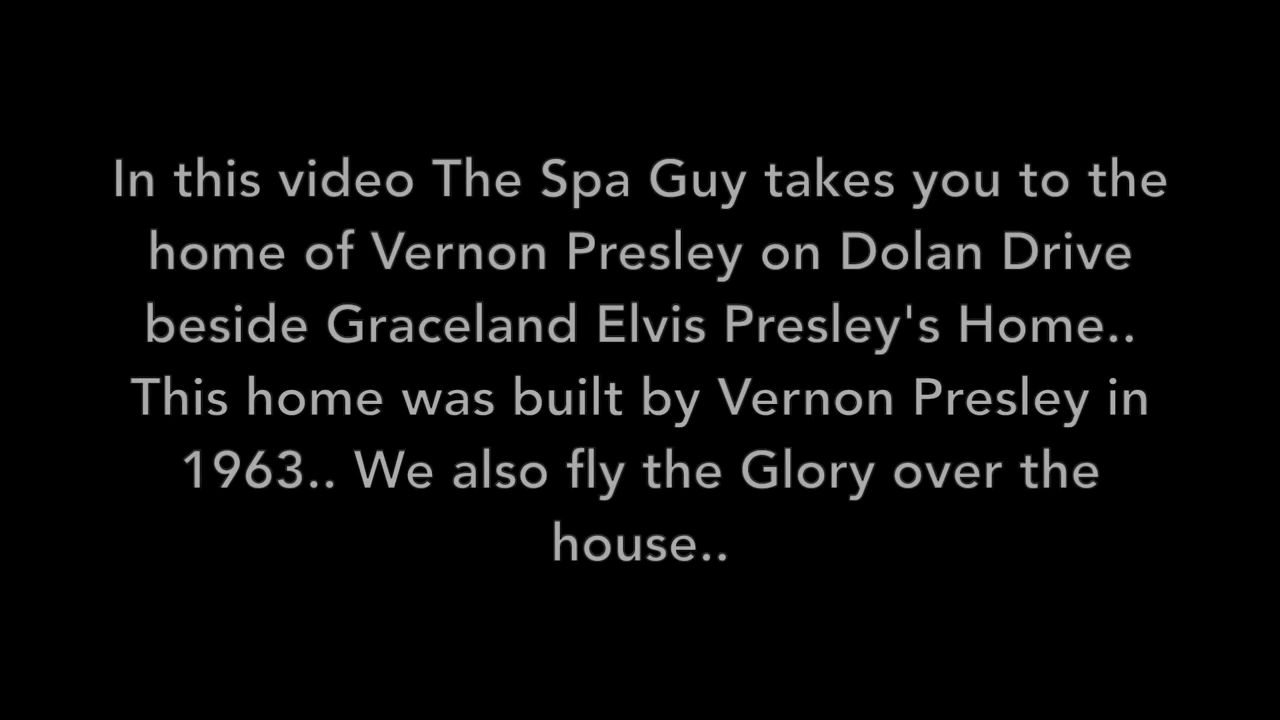 In this video The Spa Guy takes you to the
home of Vernon Presley on Dolan Drive
beside Graceland Elvis Presley's Home..
This home was built by Vernon Presley in
1963.. We also fly the Glory over the
house..